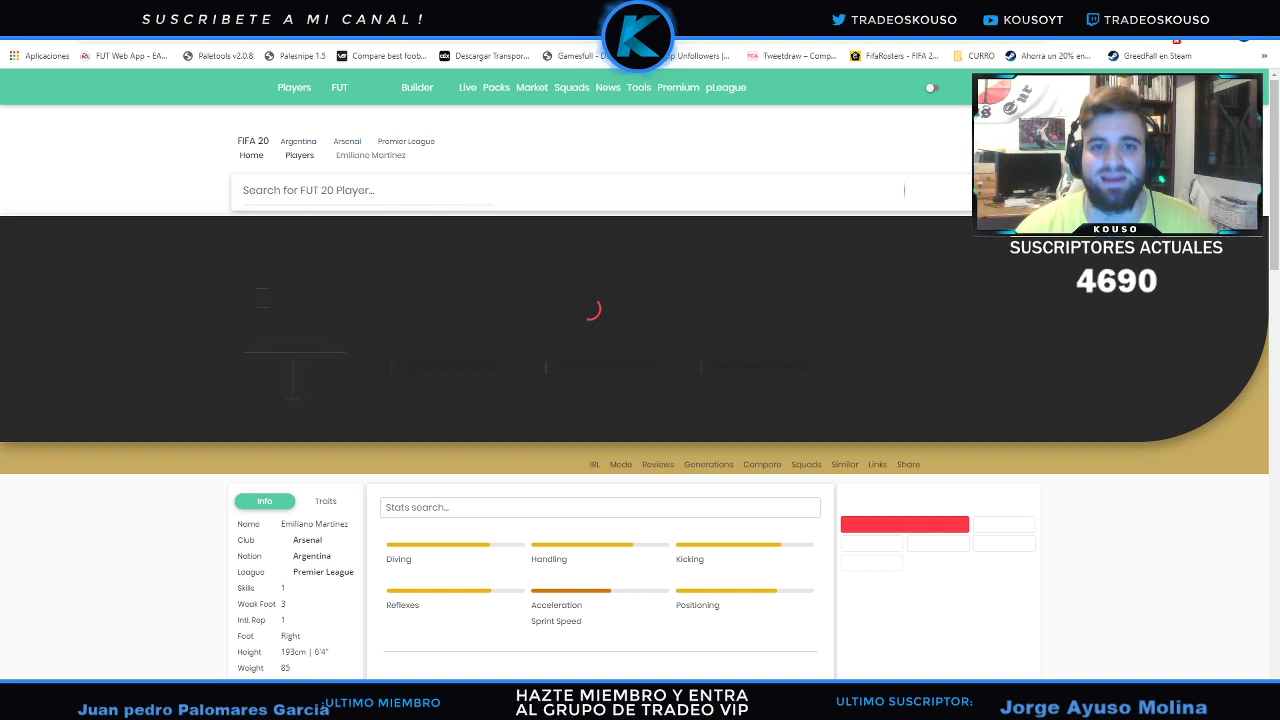 SUSCRIBETE A MI CANAL !
K
TRADEOSKOUSO
KOUSOYT
TRADEOSKOUSO
Aplicaciones
FUT Web App - EA...
Paletools v2.0.8
Palesnipe 1.5
Compare best foob...
Descargar Transpor...
Gamesfull - D
Unfollowers |...
Tweetdraw – Comp...
FifaRosters – FIFA 2...
CURRO
Ahorra un 20% en...
GreedFall en Steam
»
Players FUT Builder Live Packs Market Squads News Tools Premium pLeague
FIFA 20 Argentina Arsenal Premier League
Home Players Emiliano Martinez
Search for FUT 20 Player...
KOUSO
SUSCRIPTORES ACTUALES
4690
IRL Mode Reviews Generations Compare Squads Similar Links Share
Info Traits
Name Emiliano Martinez
Club Arsenal
Nation Argentina
League Premier League
Skills 1
Weak Foot 3
Intl. Rep 1
Foot Right
Height 193cm | 6'4"
Weight 85
Stats search...
Diving Handling Kicking
Reflexes Acceleration Positioning
Sprint Speed
Juan pedro Palomares Garcia
ULTIMO MIEMBRO
HAZTE MIEMBRO Y ENTRA
AL GRUPO DE TRADEO VIP
ULTIMO SUSCRIPTOR:
Jorge Ayuso Molina